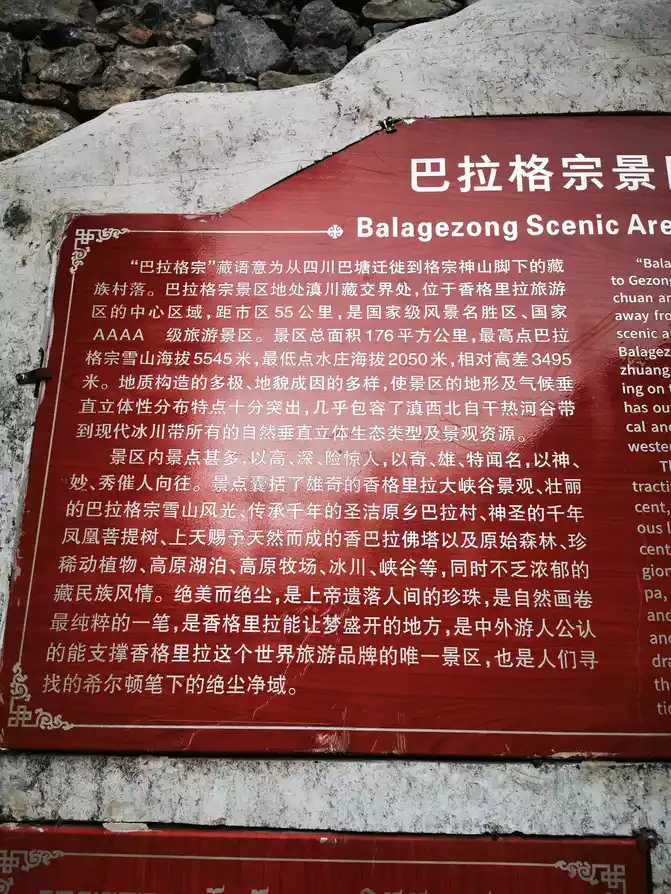 巴拉格宗景
Balagezong Scenic Are
“巴拉格宗”藏语意为从四川巴塘迁徙到格宗神山脚下的藏
族村落。巴拉格宗景区地处滇川藏交界处,位于香格里拉旅游
区的中心区域,距市区55公里,是国家级风景名胜区、国家
AAAA 级旅游景区。景区总面积176平方公里,最高点巴拉
格宗雪山海拔5545米,最低点水庄海拔2050米,相对高差3495
米。地质构造的多极、地貌成因的多样,使景区的地形及气候垂
直立体性分布特点十分突出,几乎包容了滇西北自干热河谷带
到现代冰川带所有的自然垂直立体生态类型及景观资源。
景区内景点甚多,以高、深、险惊人,以奇、雄、特闻名,以神、
妙、秀催人向往。景点囊括了雄奇的香格里拉大峡谷景观、壮丽
的巴拉格宗雪山风光、传承千年的圣洁原乡巴拉村、神圣的千年
凤凰菩提树、上天赐予天然而成的香巴拉佛塔以及原始森林、珍
稀动植物、高原湖泊、高原牧场、冰川、峡谷等,同时不乏浓郁的
藏民族风情。绝美而绝尘,是上帝遗落人间的珍珠,是自然画卷
最纯粹的一笔,是香格里拉能让梦盛开的地方,是中外游人公认
的能支撑香格里拉这个世界旅游品牌的唯一景区,也是人们寻
找的希尔顿笔下的绝尘净域。
“Bala
to Gezong
chuan an
away fro
scenic a
Balagez
zhuang
ing on t
has ou
cal and
wester
Th
tracti
cent,
ous l
cent
gion
pa,
and
and
dra
th
tic